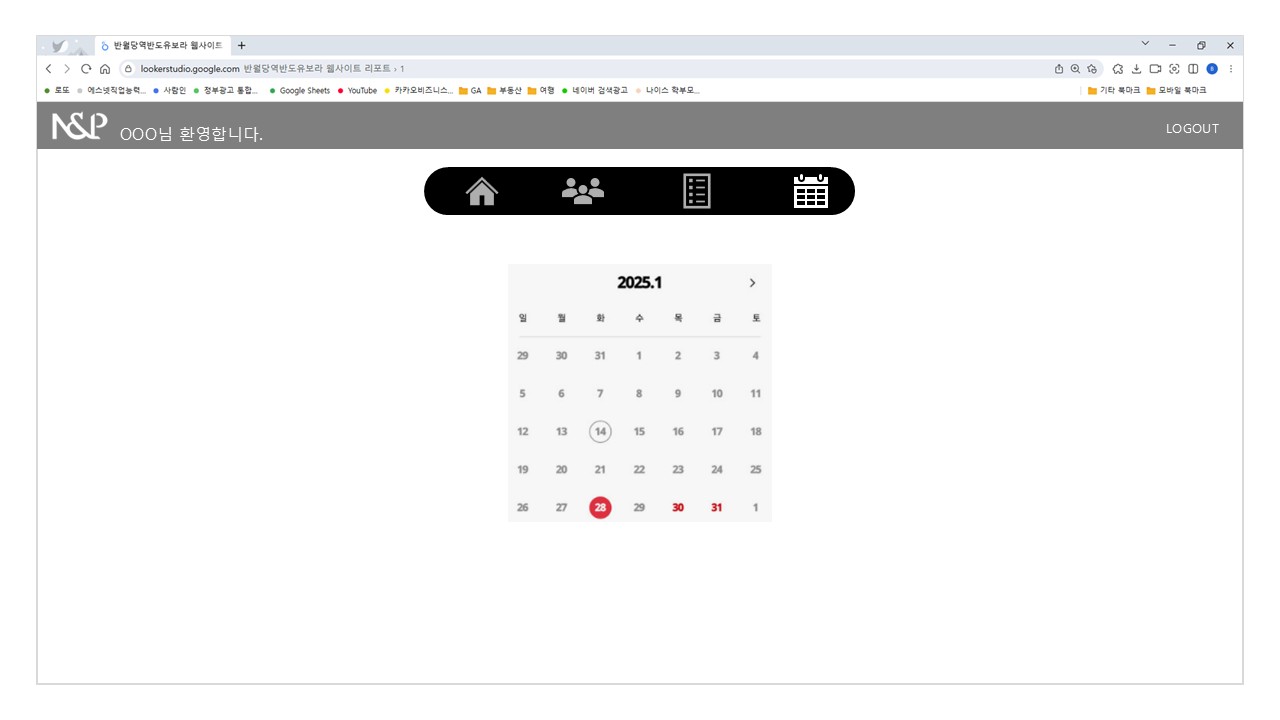 반월당역반도유보라 웹사이트
lookerstudio.google.com 반월당역반도유보라 웹사이트 리포트 › 1
로또 에스넷직업능력... 사람인 정부광고 통합... Google Sheets YouTube 카카오비즈니스... GA 부동산 여행 네이버 검색광고 나이스 학부모... 기타 북마크 모바일 북마크
N&P OOO님 환영합니다. LOGOUT
2025.1 >
일 월 화 수 목 금 토
29 30 31 1 2 3 4
5 6 7 8 9 10 11
12 13 14 15 16 17 18
19 20 21 22 23 24 25
26 27 28 29 30 31 1